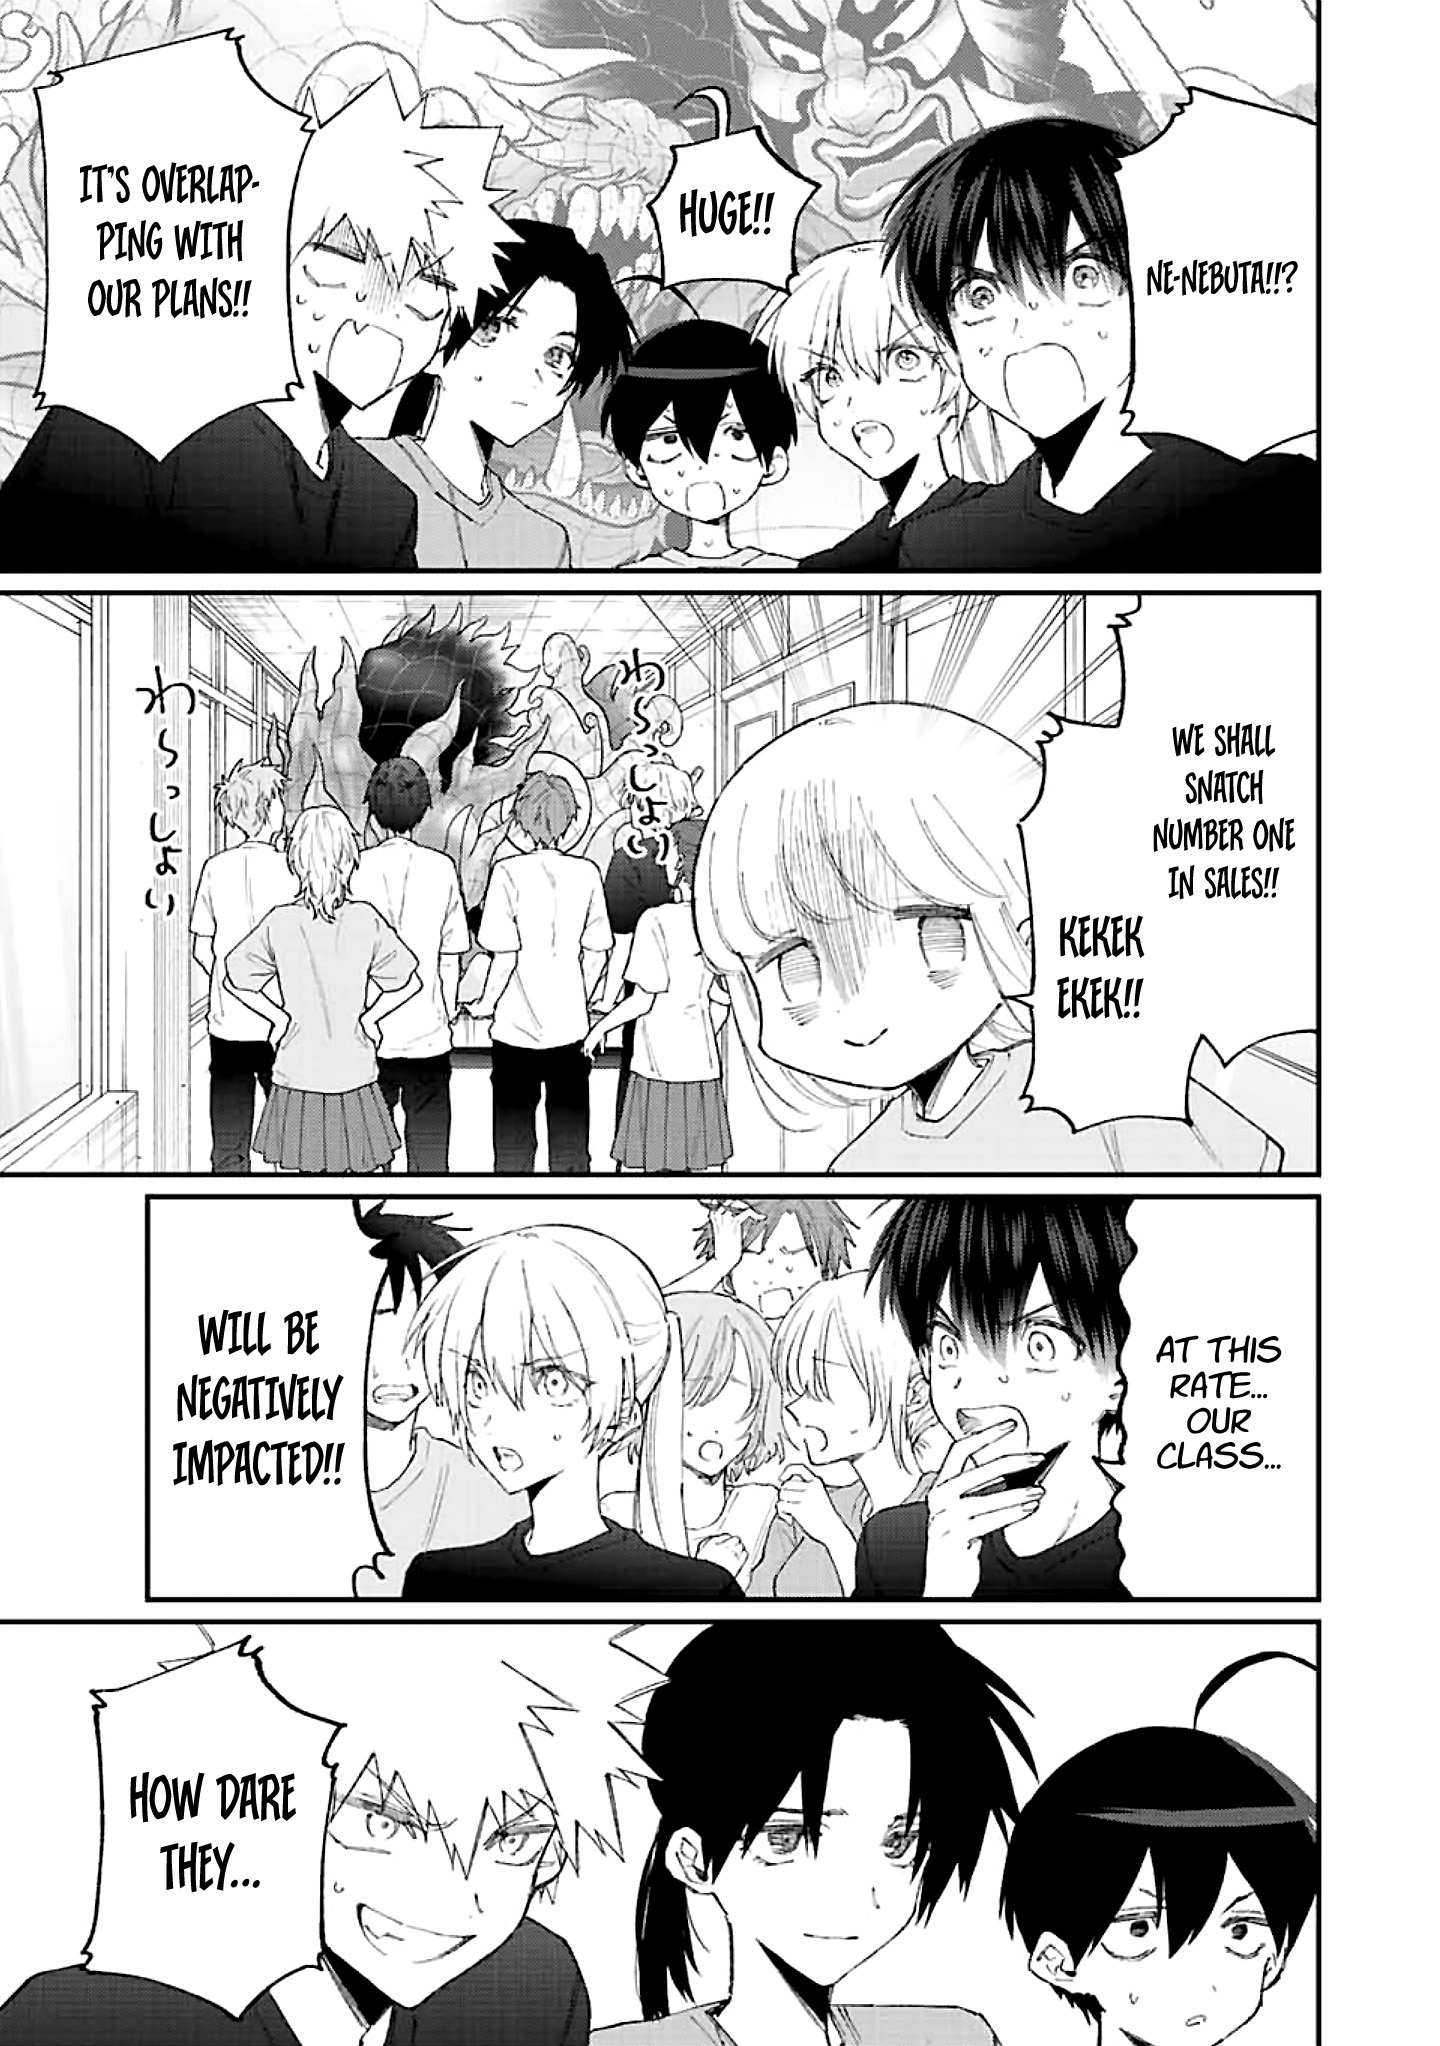 NE-NEBUTA!!?
HUGE!!
IT'S OVERLAP-
PING WITH
OUR PLANS!!
WE SHALL
SNATCH
NUMBER ONE
IN SALES!!
KEKEK
EKEK!!
わ~っしょい
わ~っしょい
AT THIS
RATE...
OUR
CLASS...
WILL BE
NEGATIVELY
IMPACTED!!
HOW DARE
THEY...